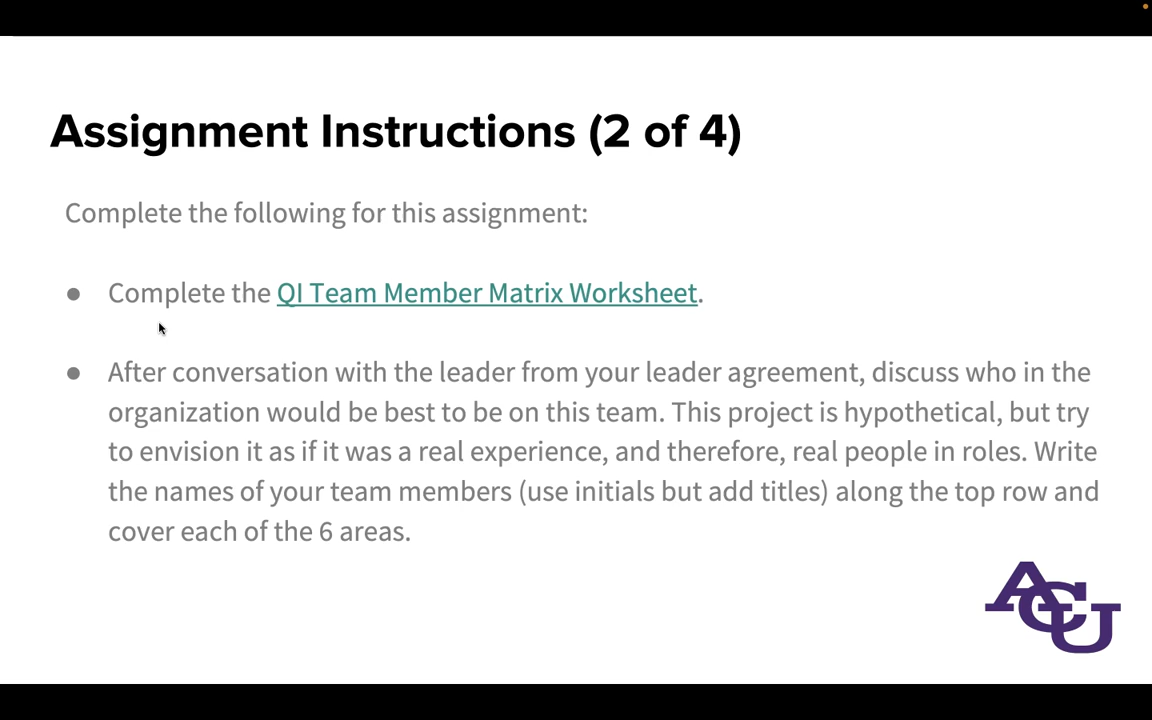 Assignment Instructions (2 of 4)
Complete the following for this assignment:
● Complete the QI Team Member Matrix Worksheet.
● After conversation with the leader from your leader agreement, discuss who in the
organization would be best to be on this team. This project is hypothetical, but try
to envision it as if it was a real experience, and therefore, real people in roles. Write
the names of your team members (use initials but add titles) along the top row and
cover each of the 6 areas.
ACU